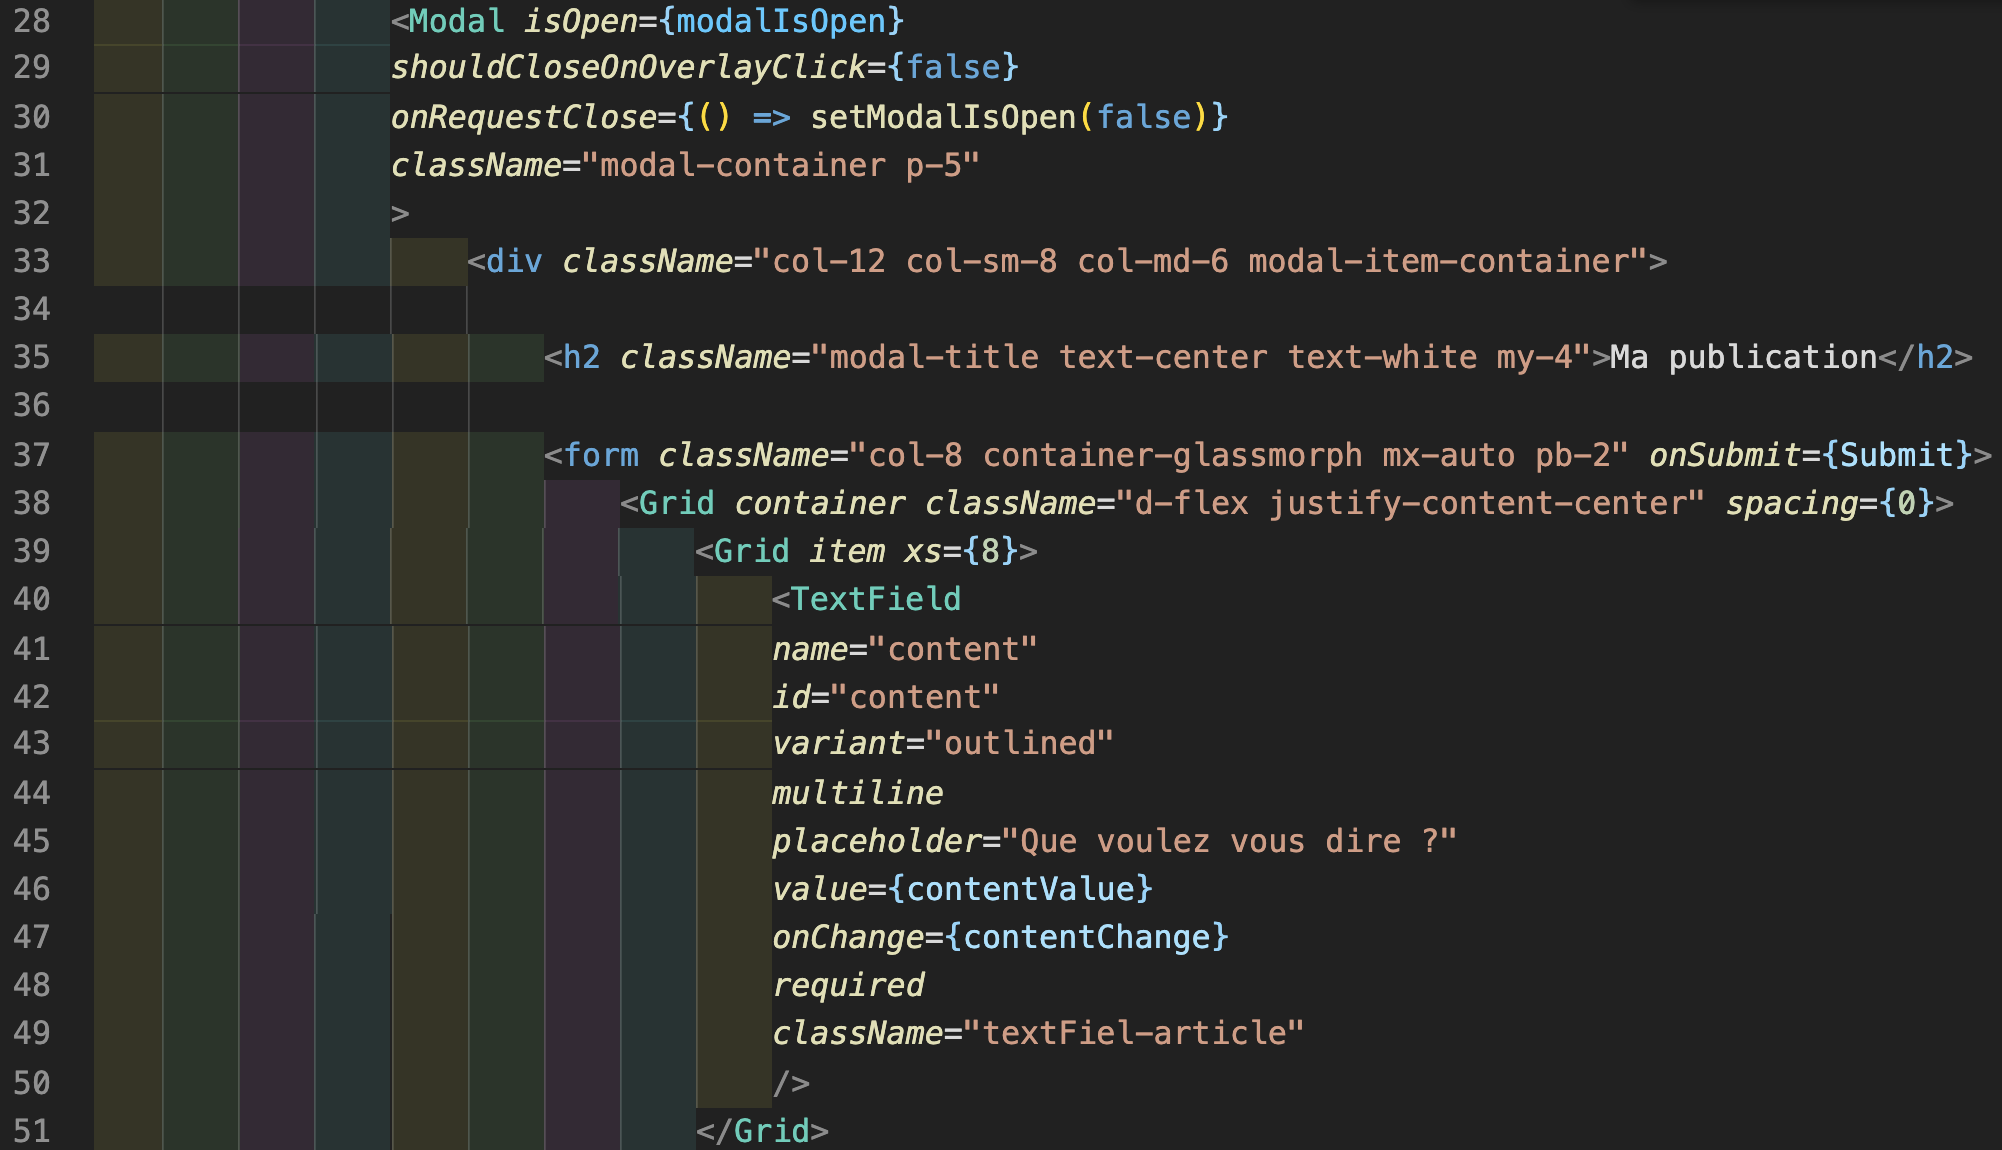 28 <Modal isOpen={modalIsOpen}
29 shouldCloseOnOverlayClick={false}
30 onRequestClose={() => setModalIsOpen(false)}
31 className="modal-container p-5"
32 >
33 <div className="col-12 col-sm-8 col-md-6 modal-item-container">
34
35 <h2 className="modal-title text-center text-white my-4">Ma publication</h2>
36
37 <form className="col-8 container-glassmorph mx-auto pb-2" onSubmit={Submit}>
38 <Grid container className="d-flex justify-content-center" spacing={0}>
39 <Grid item xs={8}>
40 <TextField
41 name="content"
42 id="content"
43 variant="outlined"
44 multiline
45 placeholder="Que voulez vous dire ?"
46 value={contentValue}
47 onChange={contentChange}
48 required
49 className="textFiel-article"
50 />
51 </Grid>